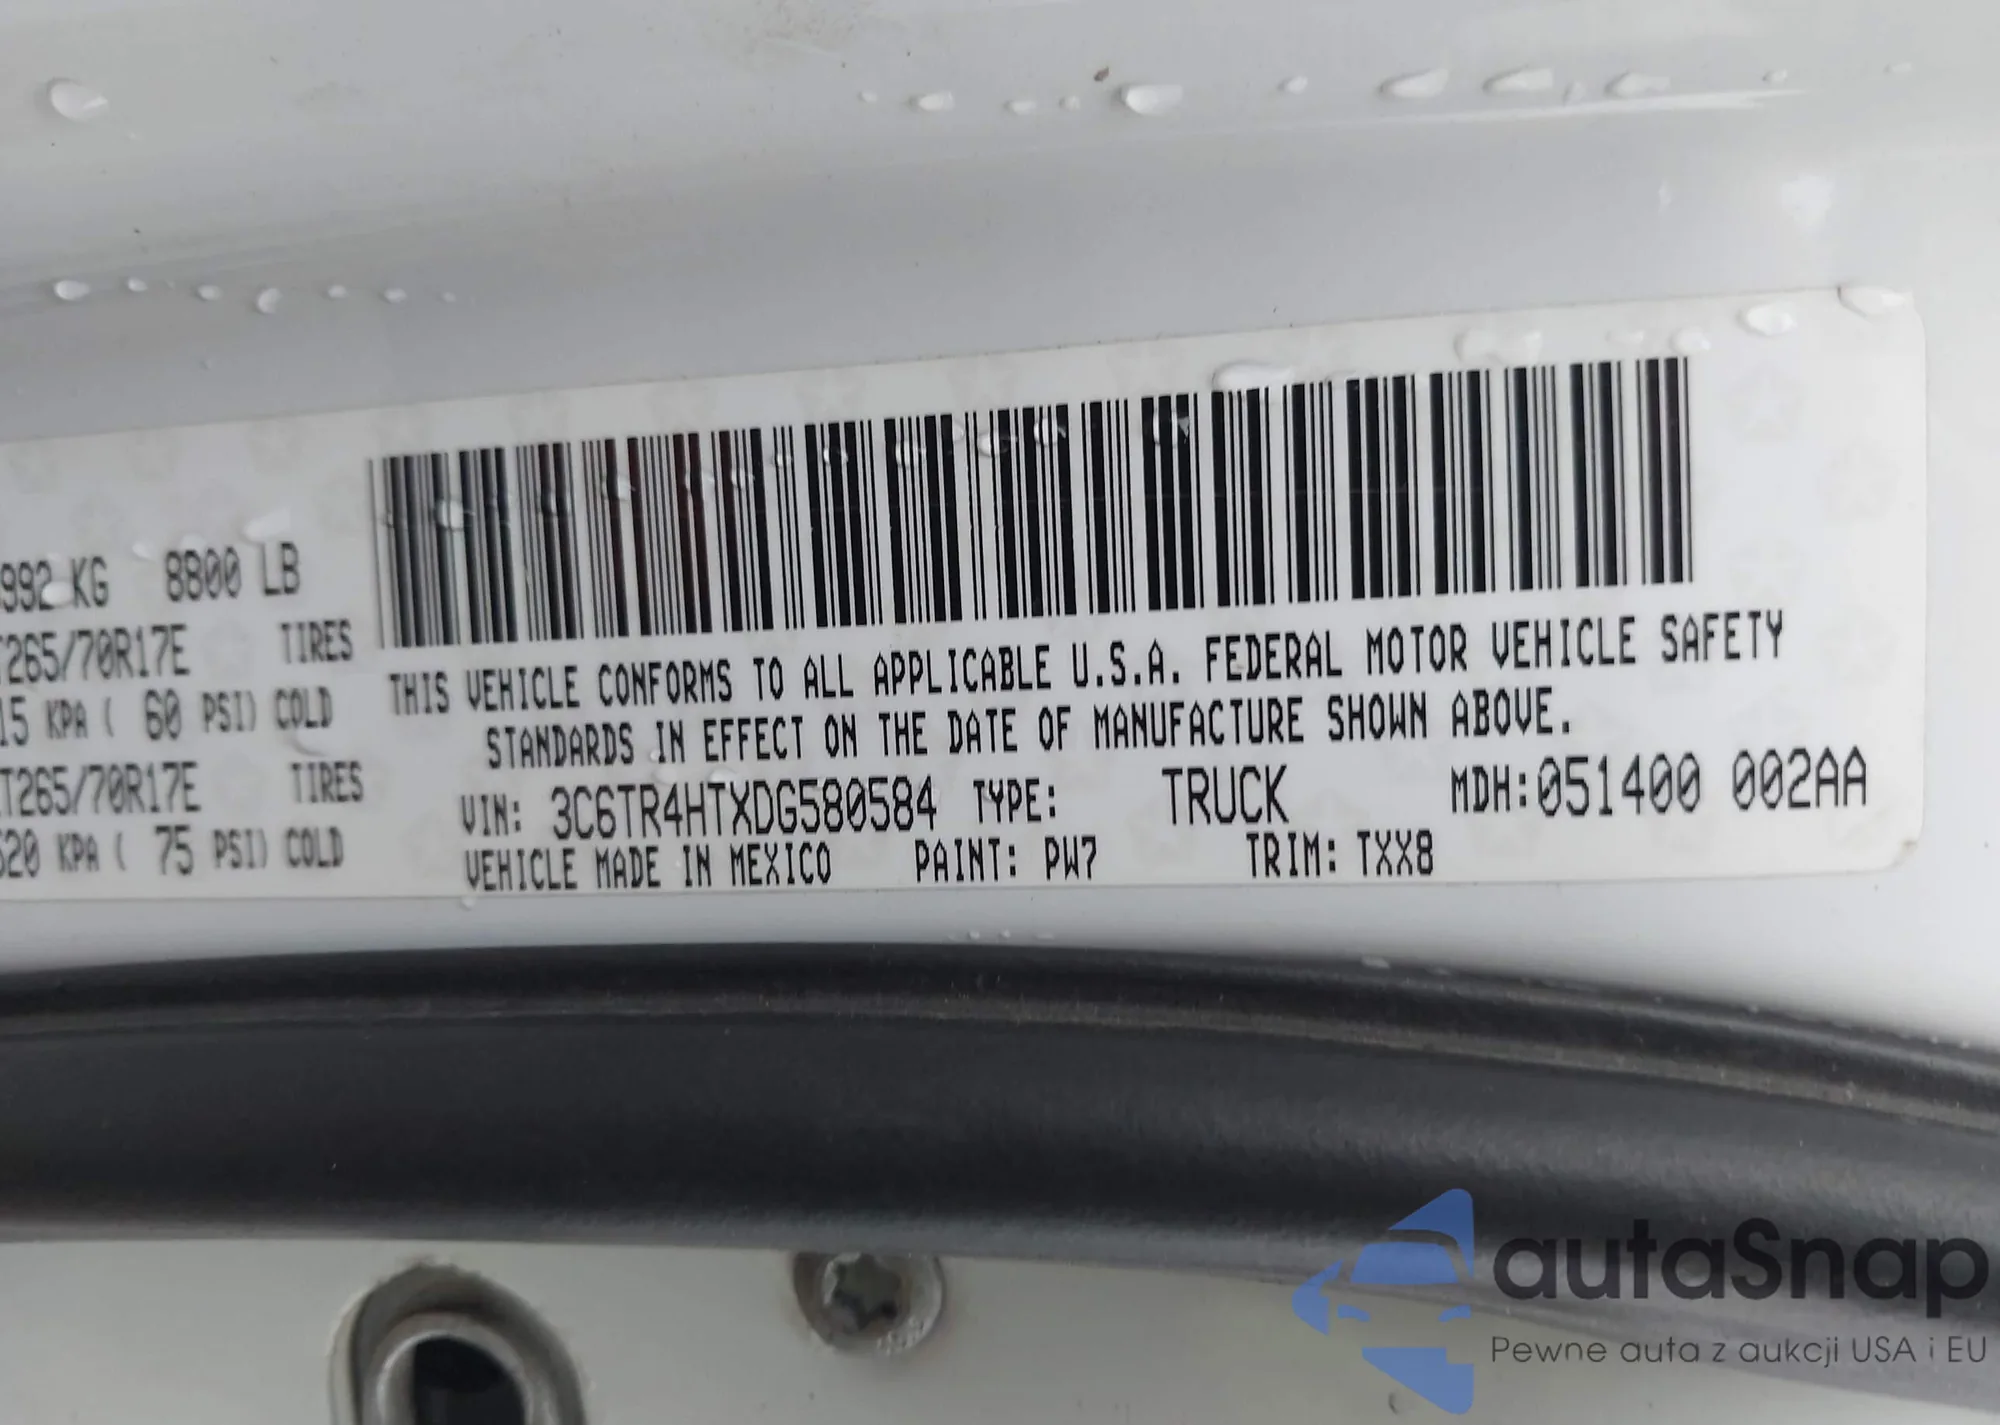 992 KG 8800 LB
T265/70R17E TIRES
15 KPA ( 60 PSI) COLD
T265/70R17E TIRES
520 KPA ( 75 PSI) COLD
THIS VEHICLE CONFORMS TO ALL APPLICABLE U.S.A. FEDERAL MOTOR VEHICLE SAFETY
STANDARDS IN EFFECT ON THE DATE OF MANUFACTURE SHOWN ABOVE.
VIN: 3C6TR4HTXDG580584 TYPE: TRUCK MDH:051400 002AA
VEHICLE MADE IN MEXICO PAINT: PW7 TRIM: TXX8
autaSnap
Pewne auta z aukcji USA i EU